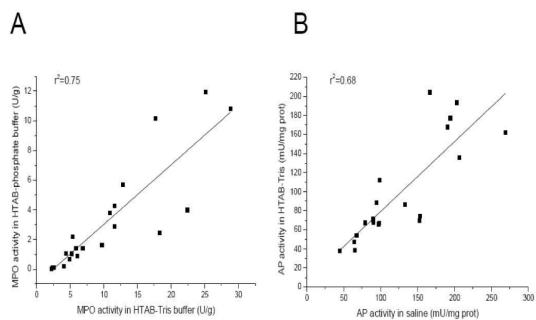 A
B
r²=0.75
r²=0.68
MPO activity in HTAB-phosphate buffer (U/g)
12
10
8
6
4
2
0
0 5 10 15 20 25 30
MPO activity in HTAB-Tris buffer (U/g)
AP activity in HTAB-Tris (mU/mg prot)
220
200
180
160
140
120
100
80
60
40
20
0
0 50 100 150 200 250 300
AP activity in saline (mU/mg prot)